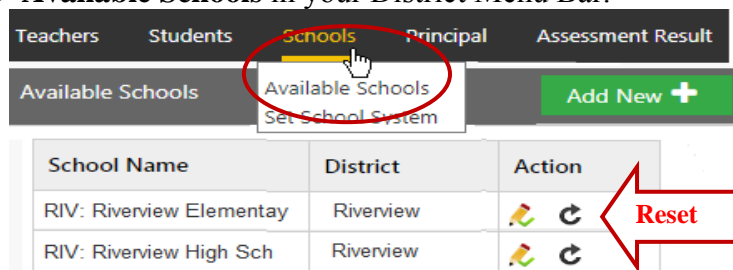 Available Schools in your District Menu Bar.
Teachers Students Schools Principal Assessment Result
Available Schools
Available Schools
Set School System
Add New
School Name District Action
RIV: Riverview Elementay Riverview
Reset
RIV: Riverview High Sch Riverview